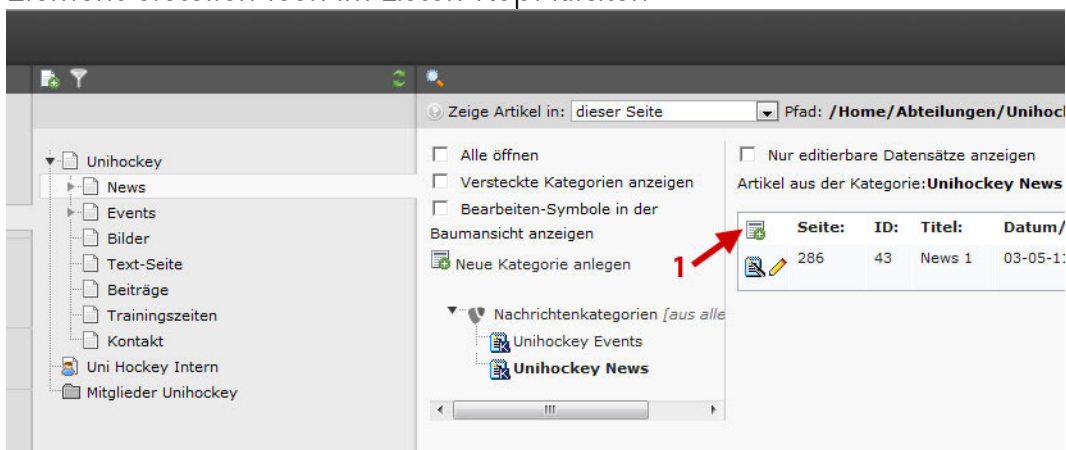 Zeige Artikel in: dieser Seite Pfad: /Home/Abteilungen/Unihock
Unihockey
News
Events
Bilder
Text-Seite
Beiträge
Trainingszeiten
Kontakt
Uni Hockey Intern
Mitglieder Unihockey
Alle öffnen
Versteckte Kategorien anzeigen
Bearbeiten-Symbole in der
Baumansicht anzeigen
Neue Kategorie anlegen
Nachrichtenkategorien [aus alle
Unihockey Events
Unihockey News
Nur editierbare Datensätze anzeigen
Artikel aus der Kategorie:Unihockey News
1
Seite: ID: Titel: Datum/
286 43 News 1 03-05-11